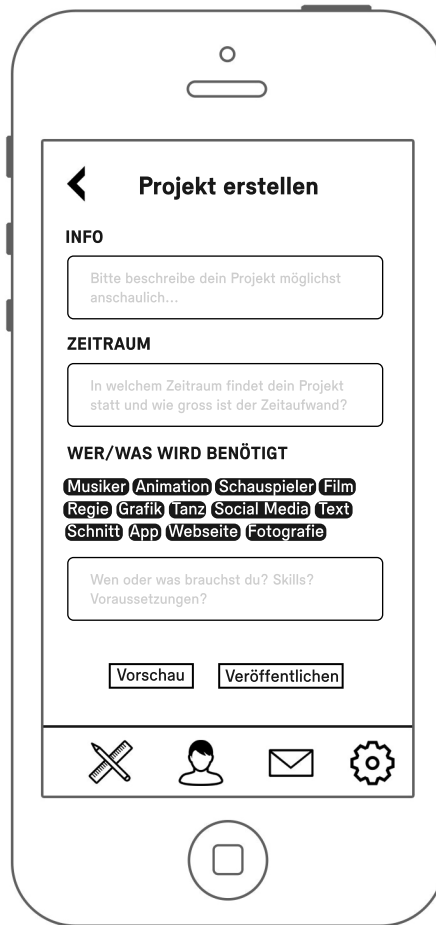 Projekt erstellen
INFO
Bitte beschreibe dein Projekt möglichst
anschaulich...
ZEITRAUM
In welchem Zeitraum findet dein Projekt
statt und wie gross ist der Zeitaufwand?
WER/WAS WIRD BENÖTIGT
Musiker Animation Schauspieler Film
Regie Grafik Tanz Social Media Text
Schnitt App Webseite Fotografie
Wen oder was brauchst du? Skills?
Voraussetzungen?
Vorschau Veröffentlichen